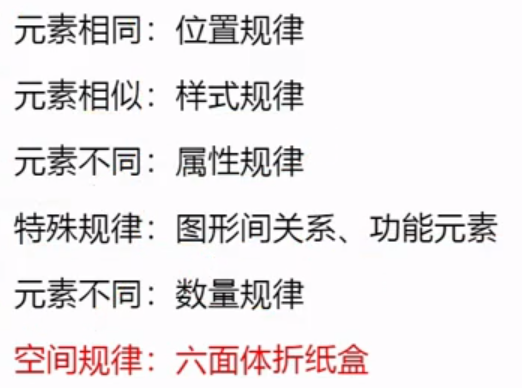 元素相同：位置规律
元素相似：样式规律
元素不同：属性规律
特殊规律：图形间关系、功能元素
元素不同：数量规律
空间规律：六面体折纸盒